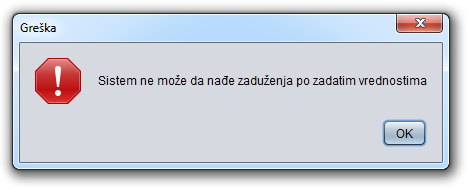 Greška
Sistem ne može da nađe zaduženja po zadatim vrednostima
OK